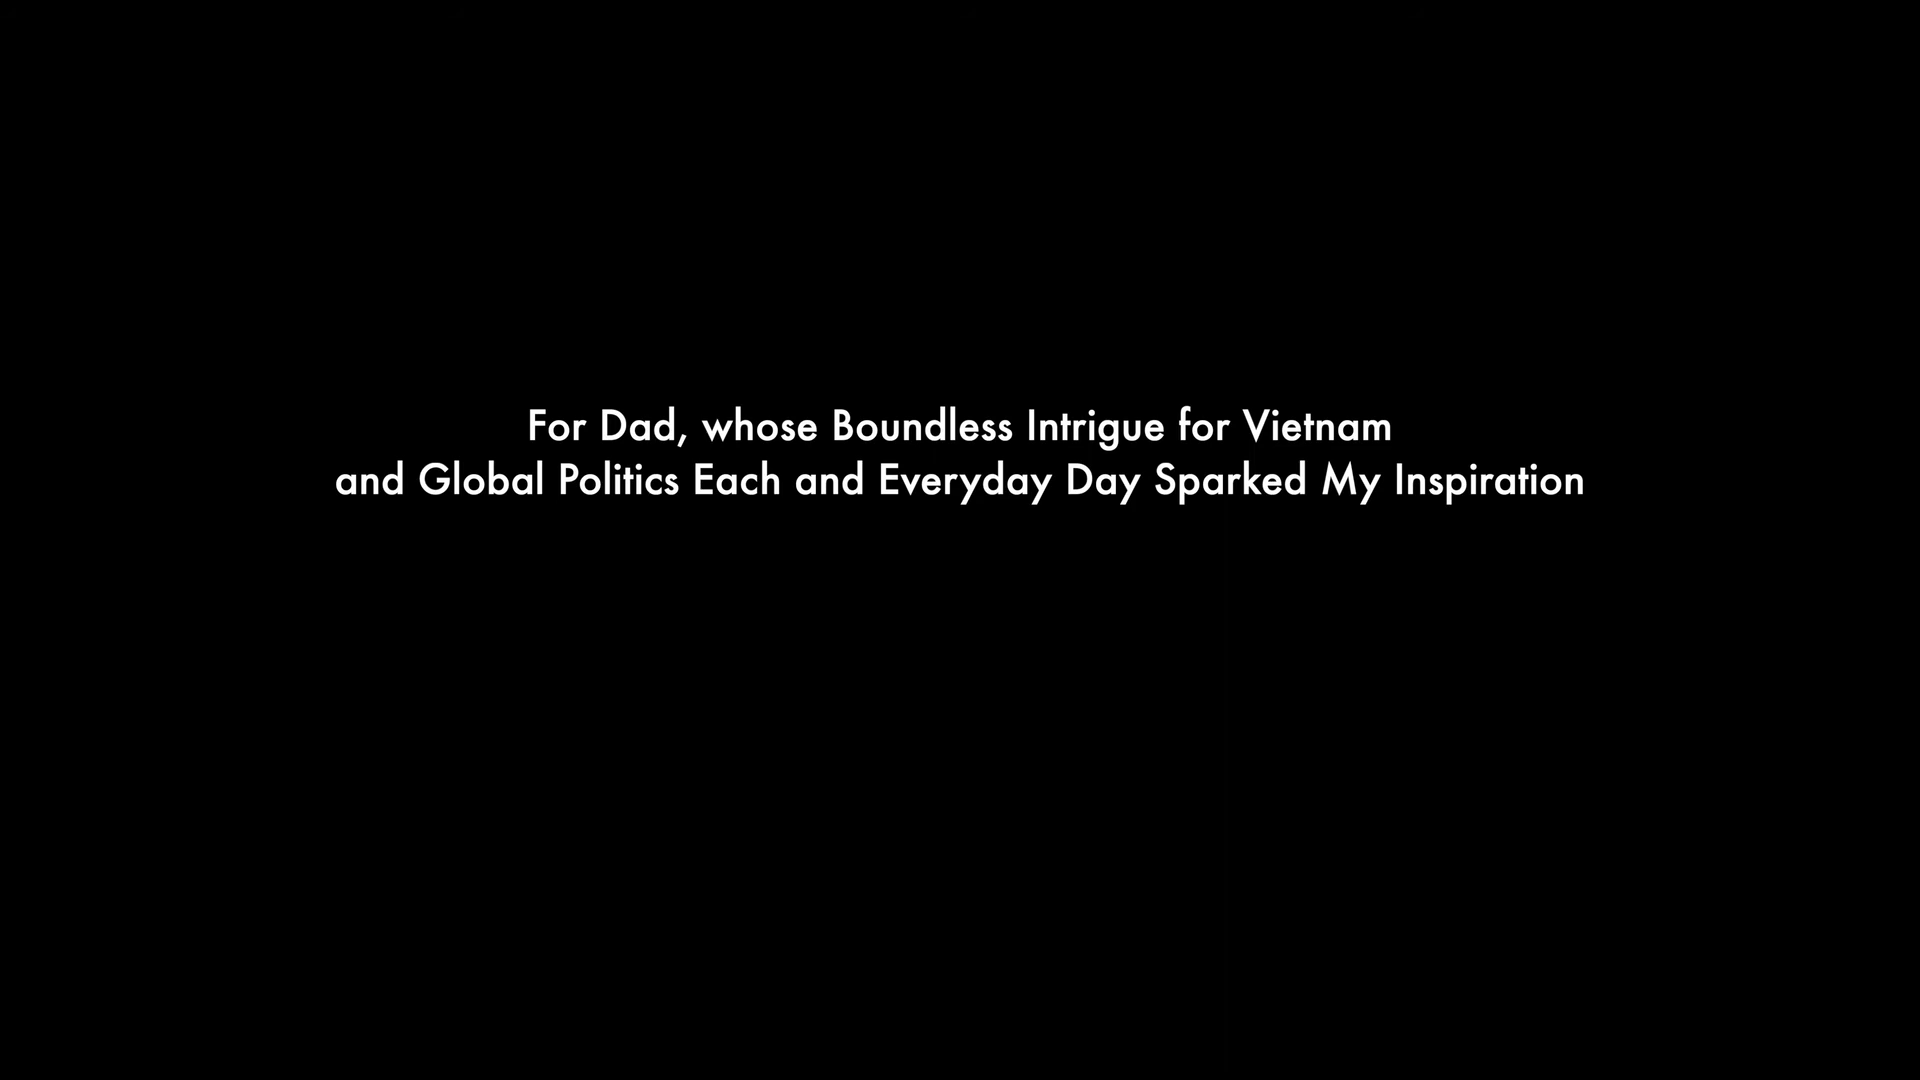 For Dad, whose Boundless Intrigue for Vietnam
and Global Politics Each and Everyday Day Sparked My Inspiration